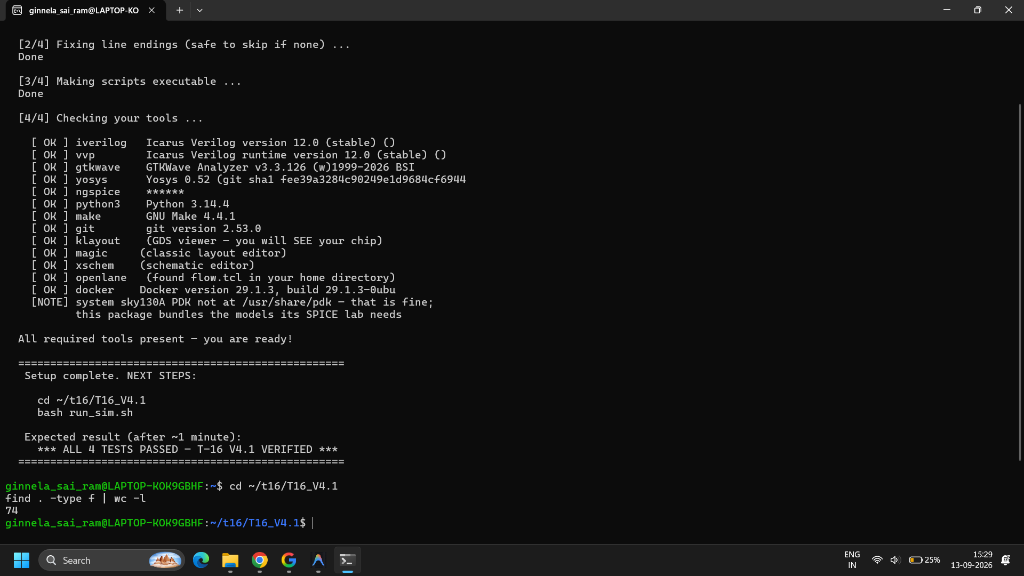 ginnela_sai_ram@LAPTOP-KO
[2/4] Fixing line endings (safe to skip if none) ...
Done
[3/4] Making scripts executable ...
Done
[4/4] Checking your tools ...
[ OK ] iverilog Icarus Verilog version 12.0 (stable) ()
[ OK ] vvp Icarus Verilog runtime version 12.0 (stable) ()
[ OK ] gtkwave GTKWave Analyzer v3.3.126 (w)1999-2026 BSI
[ OK ] yosys Yosys 0.52 (git sha1 fee39a3284c90249e1d9684cf6944
[ OK ] ngspice ******
[ OK ] python3 Python 3.14.4
[ OK ] make GNU Make 4.4.1
[ OK ] git git version 2.53.0
[ OK ] klayout (GDS viewer - you will SEE your chip)
[ OK ] magic (classic layout editor)
[ OK ] xschem (schematic editor)
[ OK ] openlane (found flow.tcl in your home directory)
[ OK ] docker Docker version 29.1.3, build 29.1.3-0ubu
[NOTE] system sky130A PDK not at /usr/share/pdk - that is fine;
this package bundles the models its SPICE lab needs
All required tools present - you are ready!
===================================================
Setup complete. NEXT STEPS:
cd ~/t16/T16_V4.1
bash run_sim.sh
Expected result (after ~1 minute):
*** ALL 4 TESTS PASSED - T-16 V4.1 VERIFIED ***
===================================================
ginnela_sai_ram@LAPTOP-KOK9GBHF:~$ cd ~/t16/T16_V4.1
find . -type f | wc -l
74
ginnela_sai_ram@LAPTOP-KOK9GBHF:~/t16/T16_V4.1$
Search
ENG
IN
25%
15:29
13-09-2026